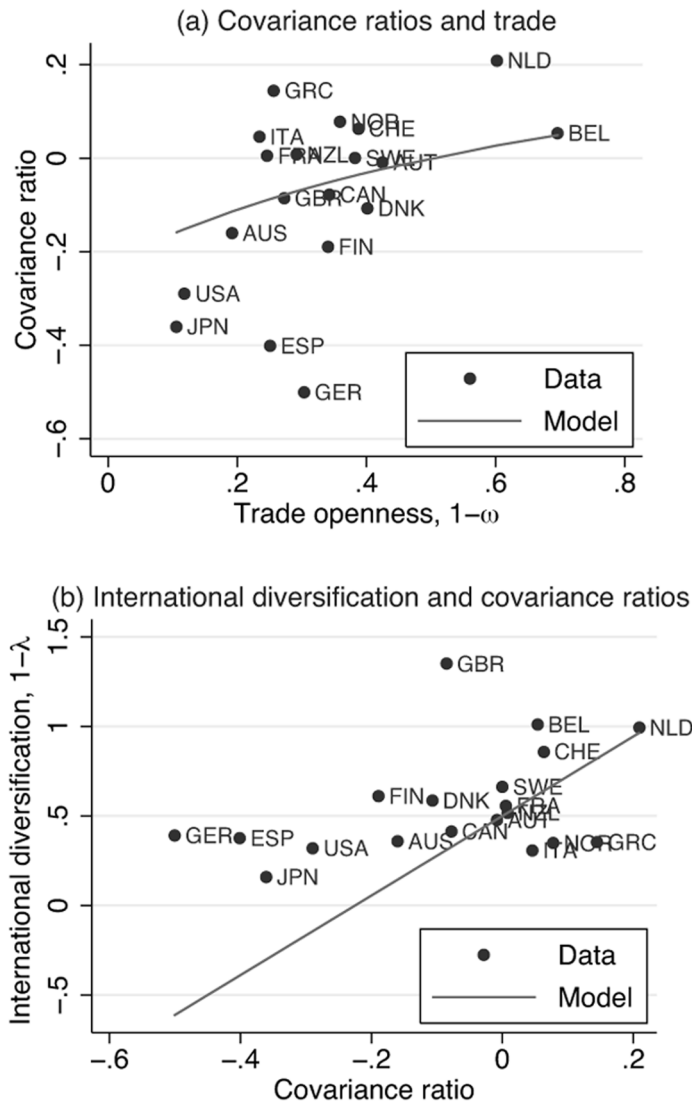 (a) Covariance ratios and trade
Covariance ratio
.2
0
-.2
-.4
-.6
NLD
GRC
NOR
CHE
BEL
ITA
FRA
NZL
SWE
AUT
GBR
CAN
DNK
AUS
FIN
USA
JPN
ESP
GER
Data
Model
0 .2 .4 .6 .8
Trade openness, 1-ω
(b) International diversification and covariance ratios
International diversification, 1-λ
1.5
1
.5
0
-.5
GBR
BEL
NLD
CHE
SWE
FIN
DNK
FRA
NZL
AUT
CAN
GER
ESP
USA
AUS
ITA
NOR
GRC
JPN
Data
Model
-.6 -.4 -.2 0 .2
Covariance ratio